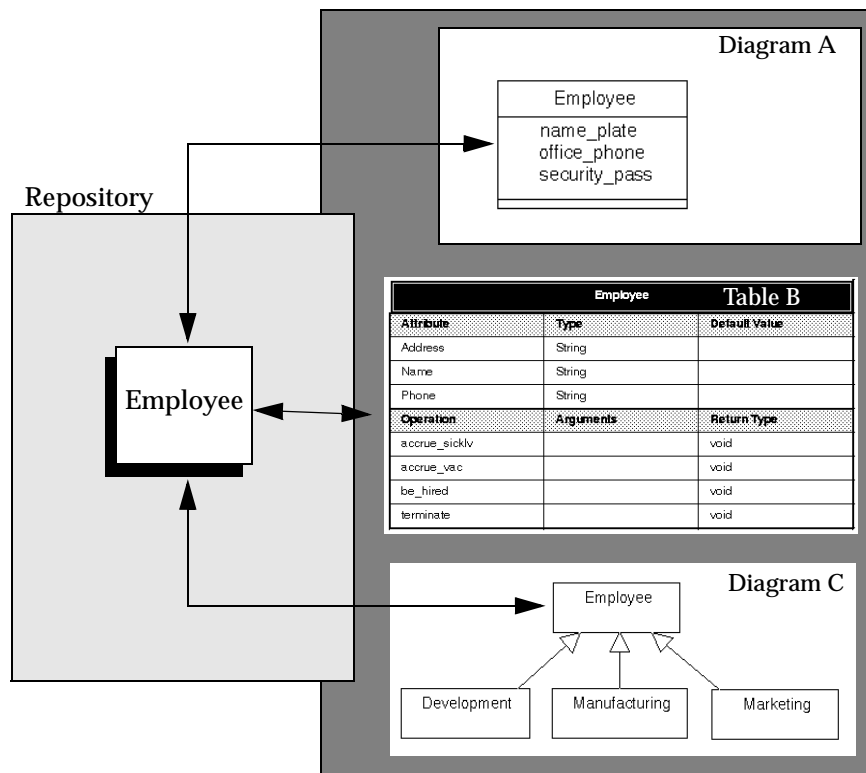 Diagram A
Employee
name_plate
office_phone
security_pass
Repository
Employee
Employee Table B
Attribute Type Default Value
Address String
Name String
Phone String
Operation Arguments Return Type
accrue_sicklv void
accrue_vac void
be_hired void
terminate void
Diagram C
Employee
Development Manufacturing Marketing